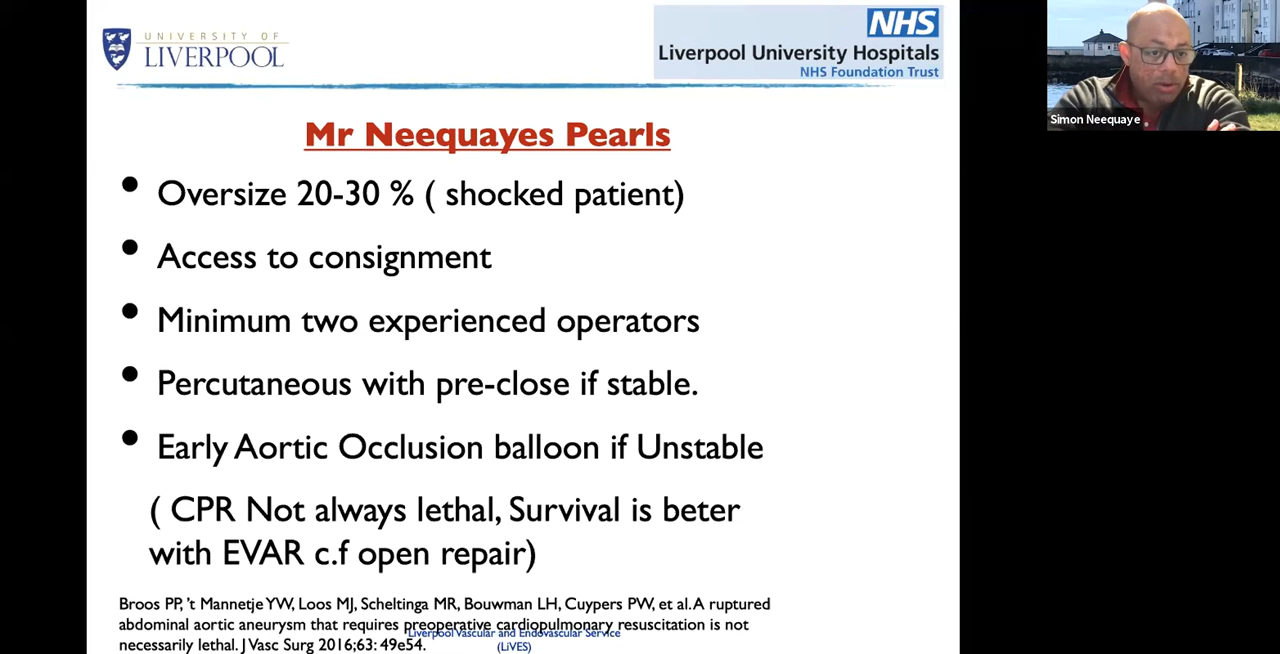 UNIVERSITY OF
LIVERPOOL
NHS
Liverpool University Hospitals
NHS Foundation Trust
Simon Neequaye
Mr Neequayes Pearls
• Oversize 20-30 % ( shocked patient)
• Access to consignment
• Minimum two experienced operators
• Percutaneous with pre-close if stable.
• Early Aortic Occlusion balloon if Unstable
( CPR Not always lethal, Survival is beter
with EVAR c.f open repair)
Broos PP, 't Mannetje YW, Loos MJ, Scheltinga MR, Bouwman LH, Cuypers PW, et al. A ruptured
abdominal aortic aneurysm that requires preoperative cardiopulmonary resuscitation is not
necessarily lethal. J Vasc Surg 2016;63: 49e54.
Liverpool Vascular and Endovascular Service
(LiVES)